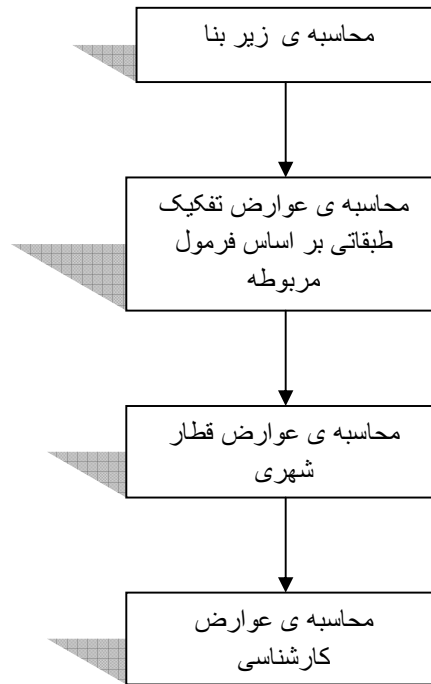 محاسبه ی زیر بنا
محاسبه ی عوارض تفکیک
طبقاتی بر اساس فرمول
مربوطه
محاسبه ی عوارض قطار
شهری
محاسبه ی عوارض
کارشناسی